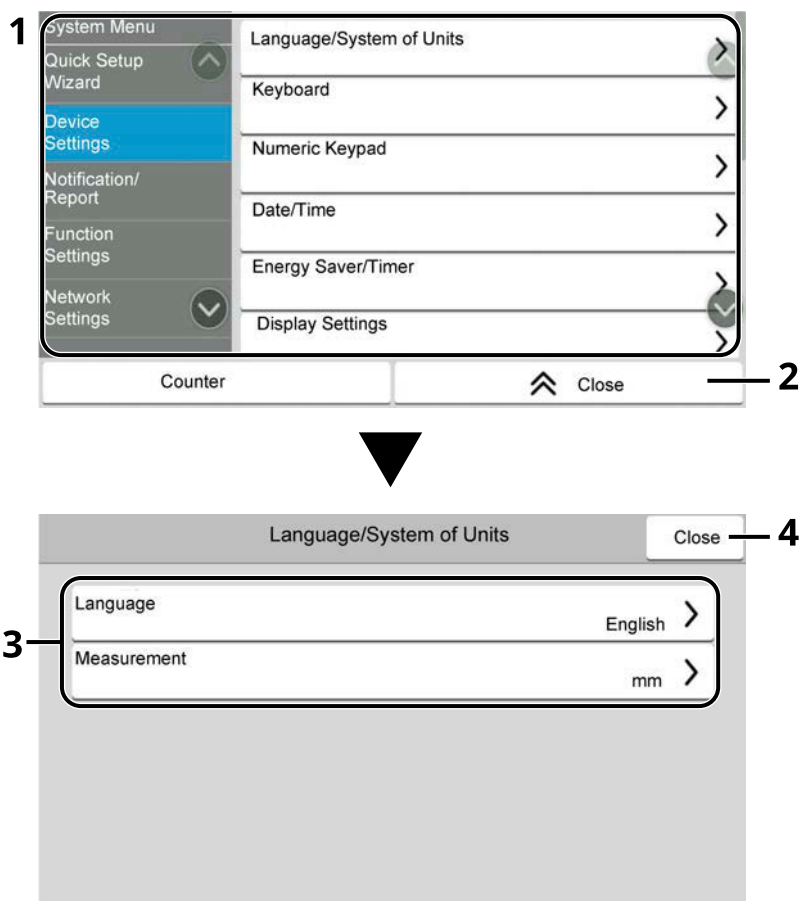 1
System Menu
Quick Setup
Wizard
Device
Settings
Notification/
Report
Function
Settings
Network
Settings
Language/System of Units
Keyboard
Numeric Keypad
Date/Time
Energy Saver/Timer
Display Settings
Counter
Close
2
Language/System of Units
Close
4
3
Language
English
Measurement
mm